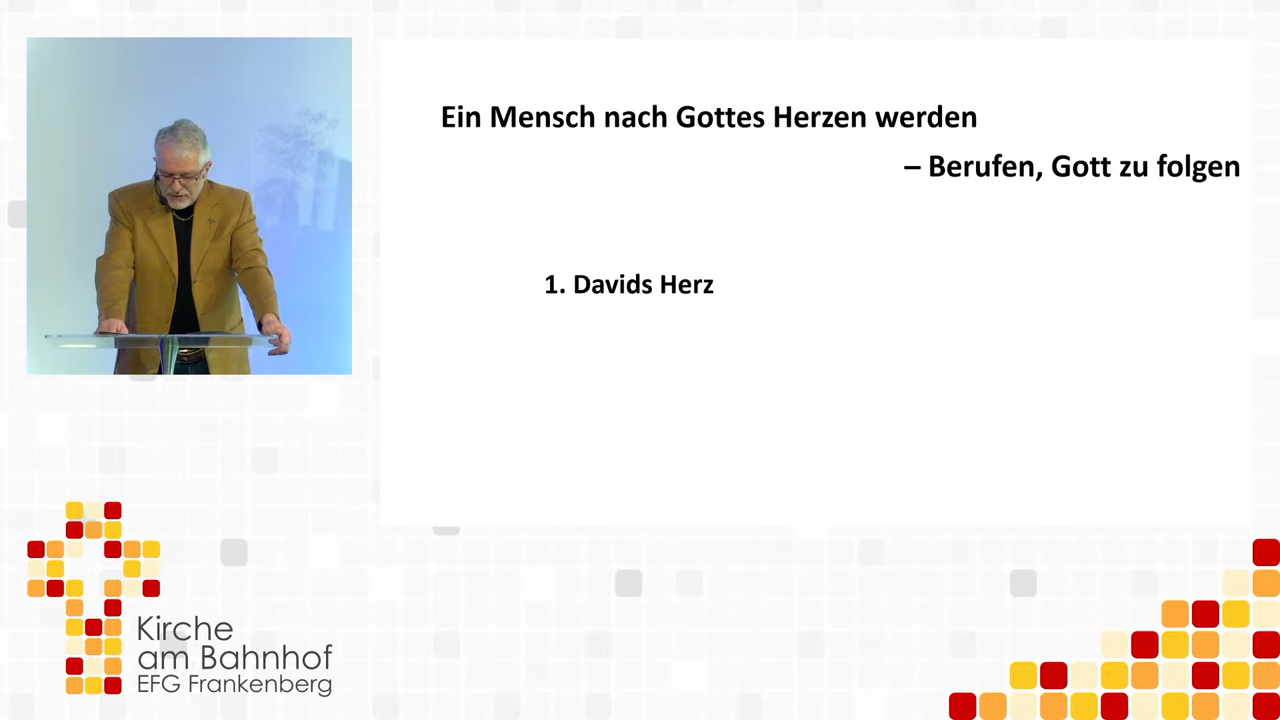 Ein Mensch nach Gottes Herzen werden
– Berufen, Gott zu folgen
1. Davids Herz
Kirche
am Bahnhof
EFG Frankenberg